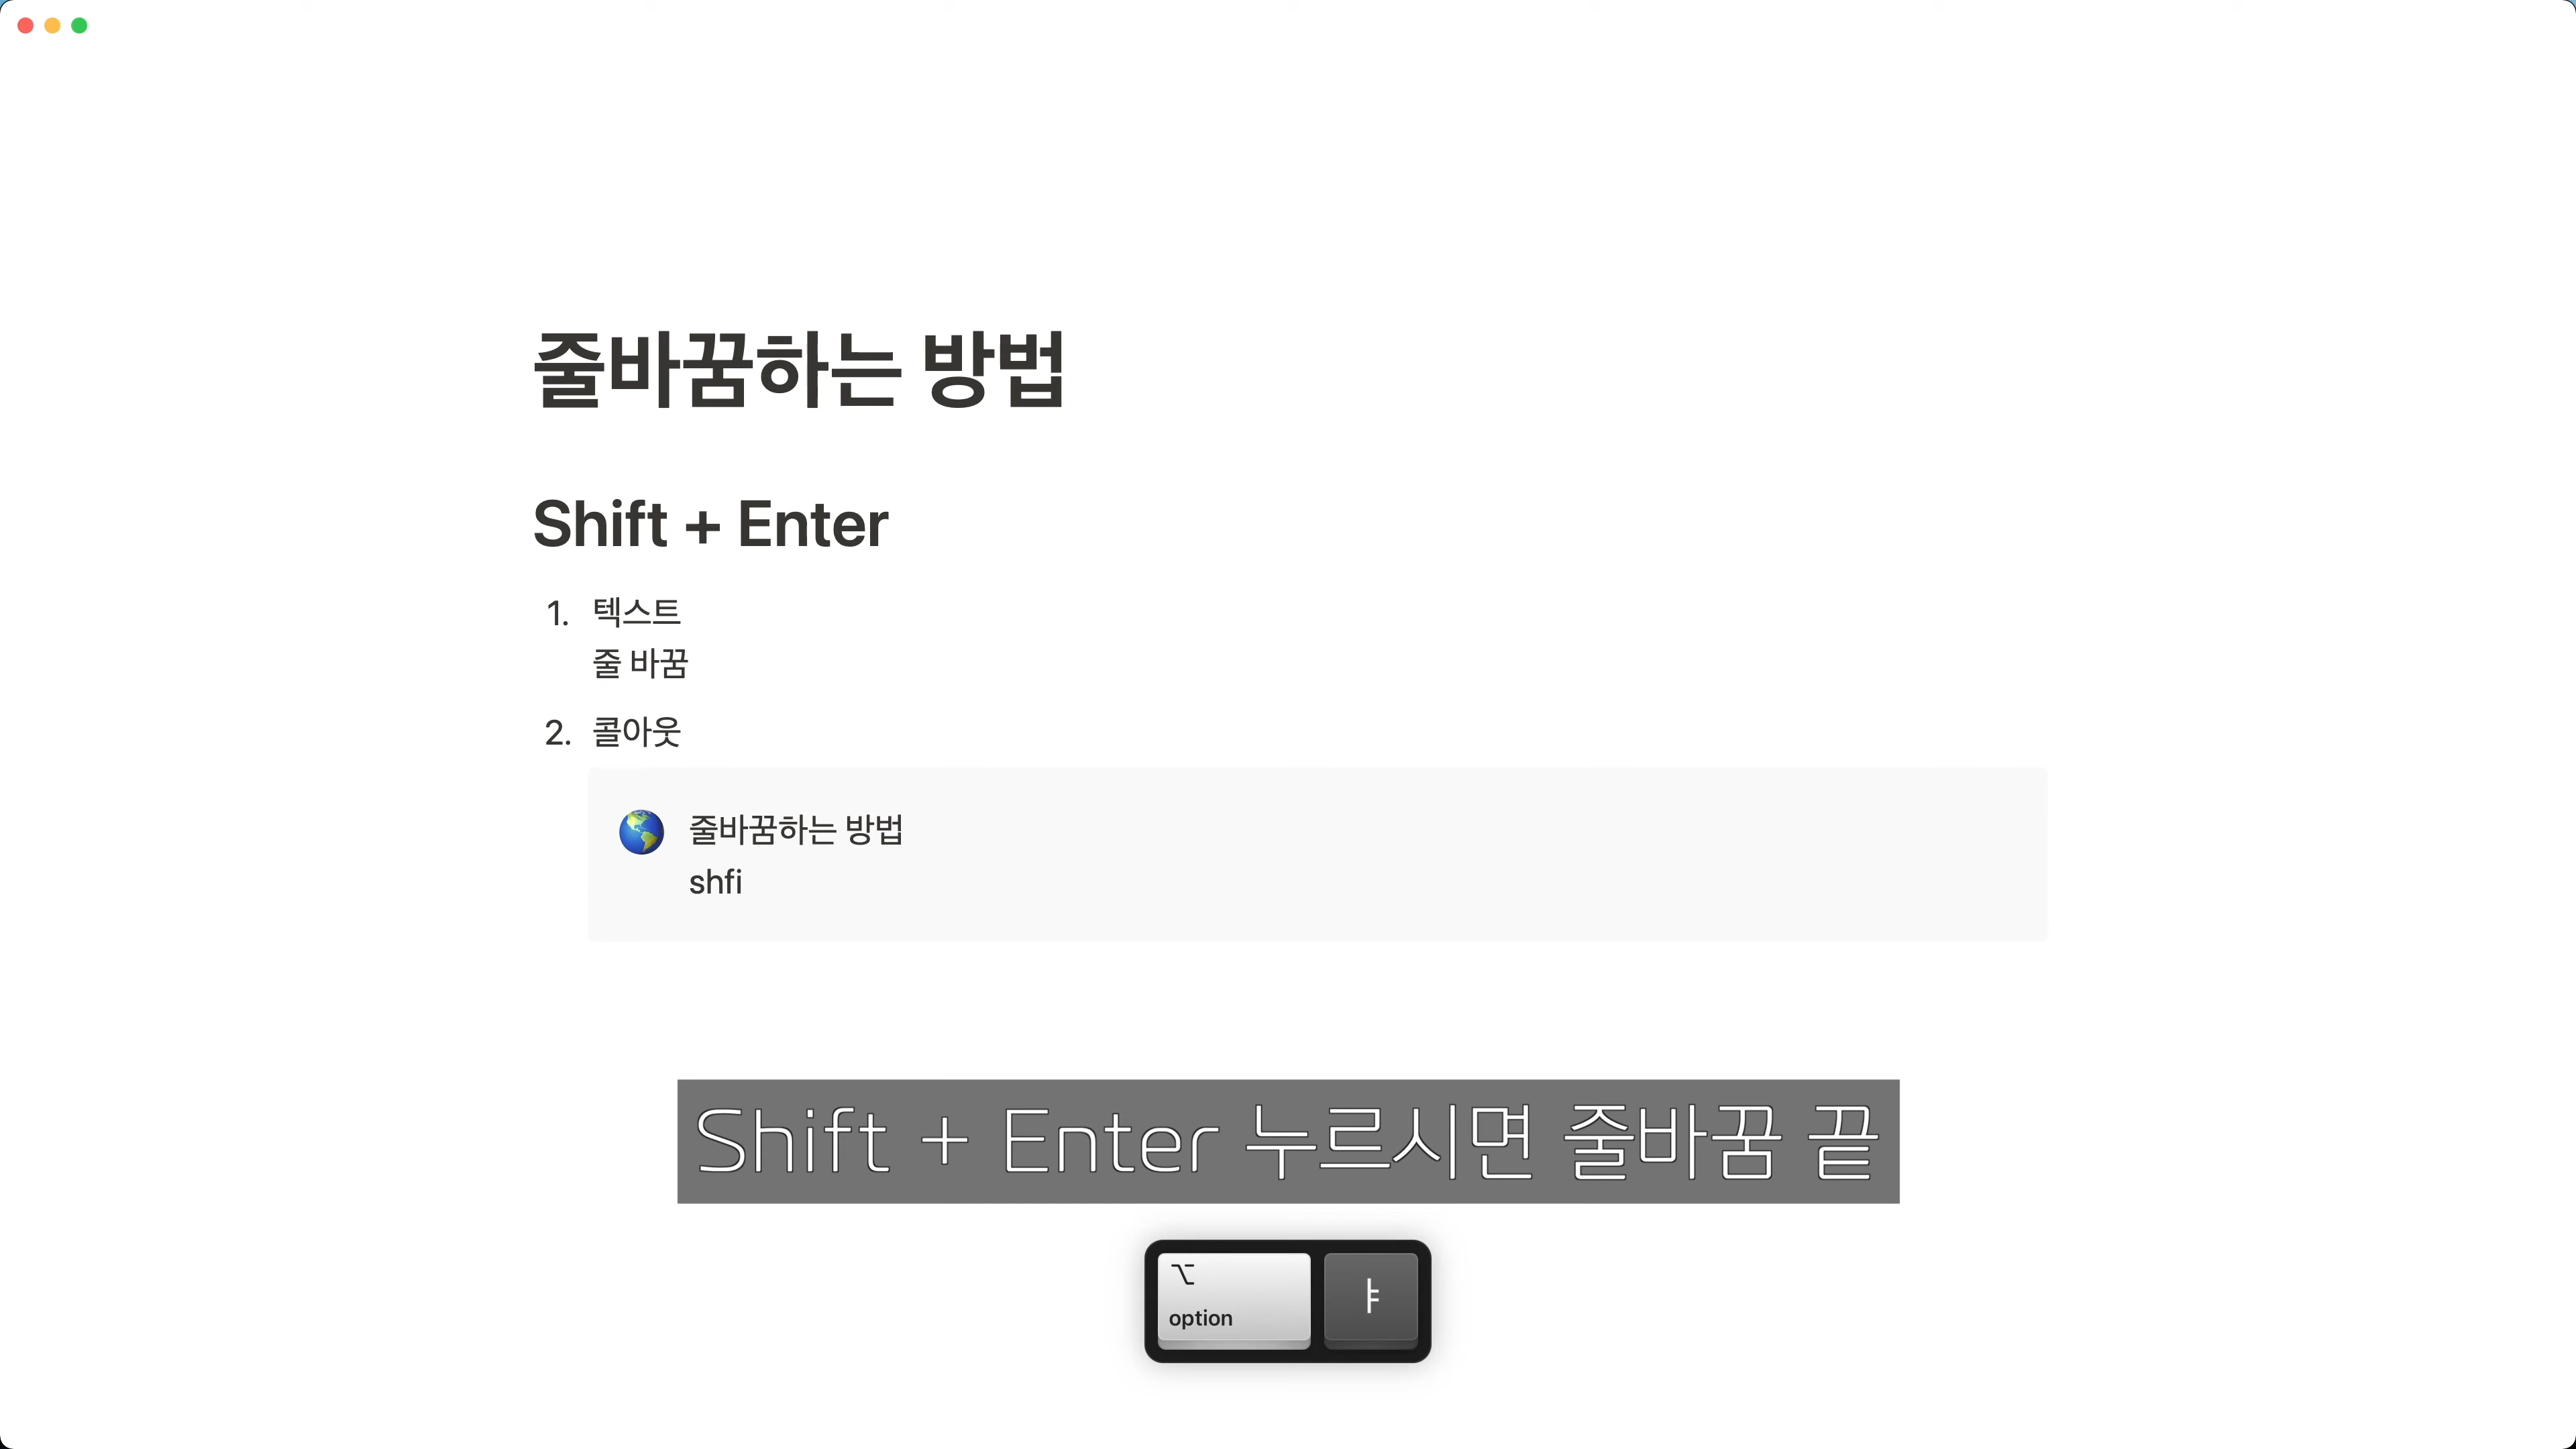 줄바꿈하는 방법
Shift + Enter
1. 텍스트
줄 바꿈
2. 콜아웃
줄바꿈하는 방법
shfi
Shift + Enter 누르시면 줄바꿈 끝
⌥
option
ㅑ